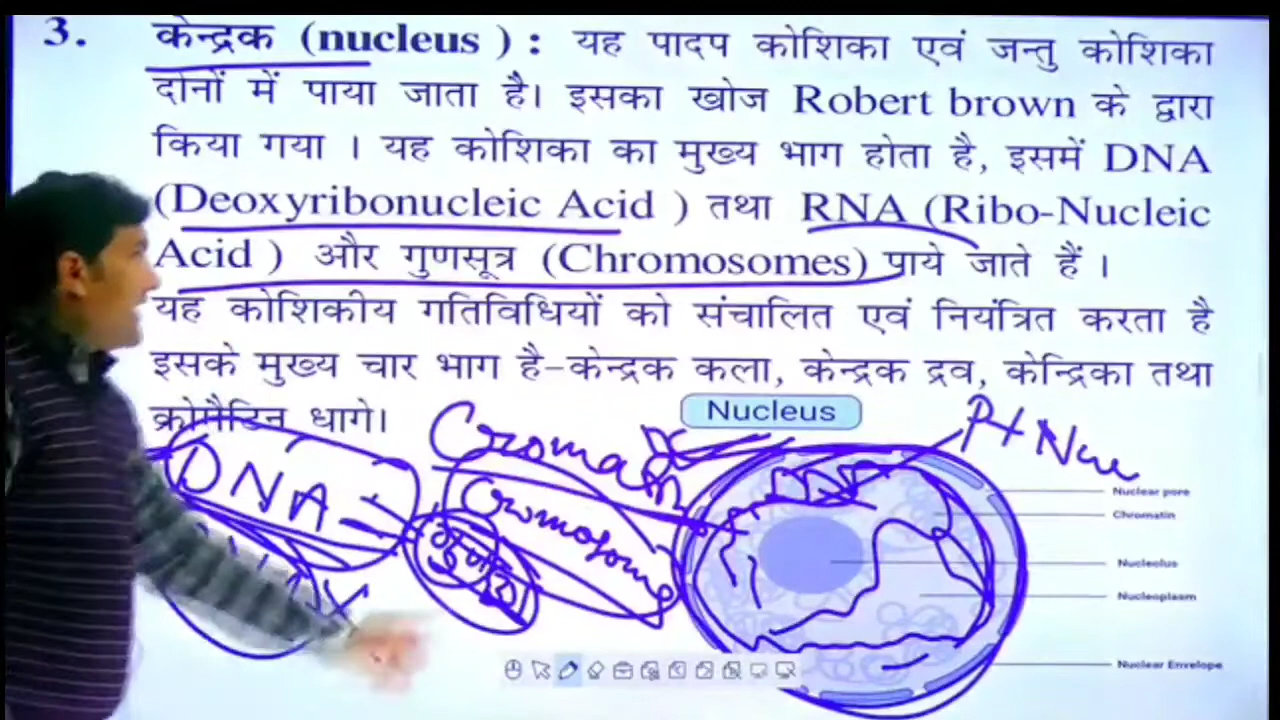 3. केन्द्रक (nucleus ) : यह पादप कोशिका एवं जन्तु कोशिका
दोनों में पाया जाता है। इसका खोज Robert brown के द्वारा
किया गया । यह कोशिका का मुख्य भाग होता है, इसमें DNA
(Deoxyribonucleic Acid ) तथा RNA (Ribo-Nucleic
Acid ) और गुणसूत्र (Chromosomes) प्राये जाते हैं ।
यह कोशिकीय गतिविधियों को संचालित एवं नियंत्रित करता है
इसके मुख्य चार भाग है-केन्द्रक कला, केन्द्रक द्रव, केन्द्रिका तथा
क्रोमैटिन धागे।
Nucleus
DNA
Cromosome
Nuclear pore
Chromatin
Nucleolus
Nucleoplasm
Nuclear Envelope